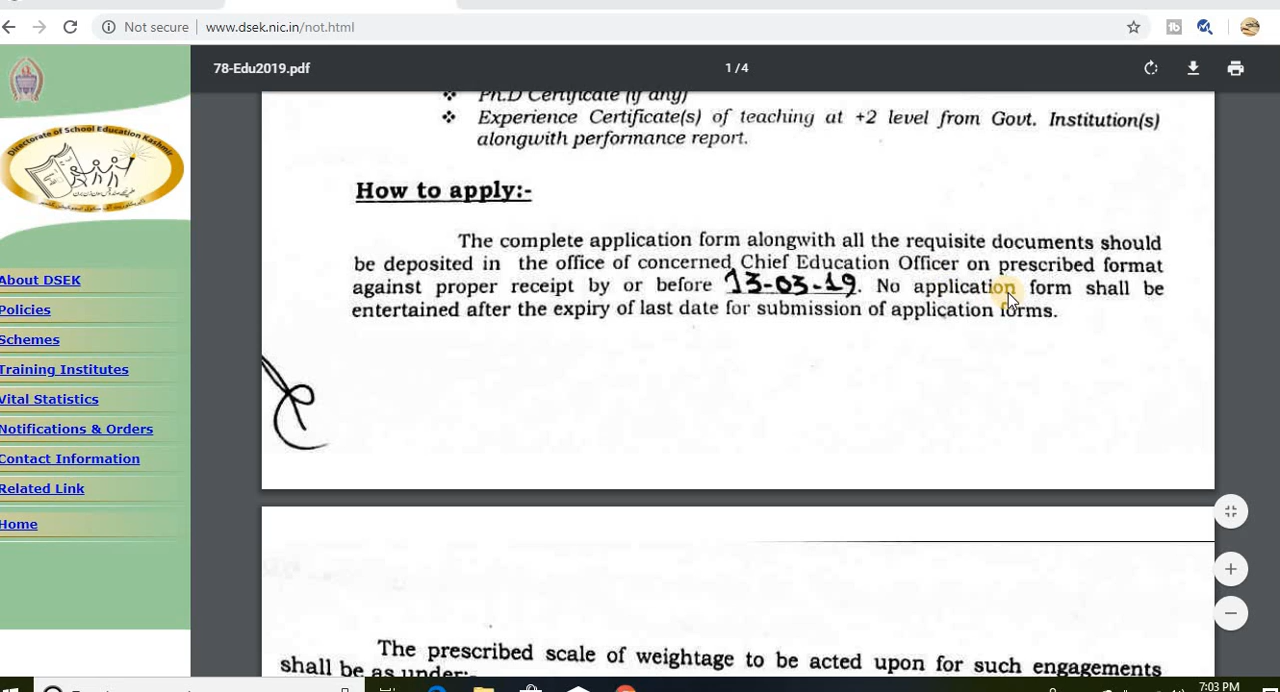 Not secure | www.dsek.nic.in/not.html
78-Edu2019.pdf
1 / 4
Directorate of School Education Kashmir
About DSEK
Policies
Schemes
Training Institutes
Vital Statistics
Notifications & Orders
Contact Information
Related Link
Home
❖ Ph.D Certificate (if any)
❖ Experience Certificate(s) of teaching at +2 level from Govt. Institution(s)
alongwith performance report.
How to apply:-
The complete application form alongwith all the requisite documents should
be deposited in the office of concerned Chief Education Officer on prescribed format
against proper receipt by or before 13-03-19. No application form shall be
entertained after the expiry of last date for submission of application forms.
The prescribed scale of weightage to be acted upon for such engagements
shall be as under:-
7:03 PM